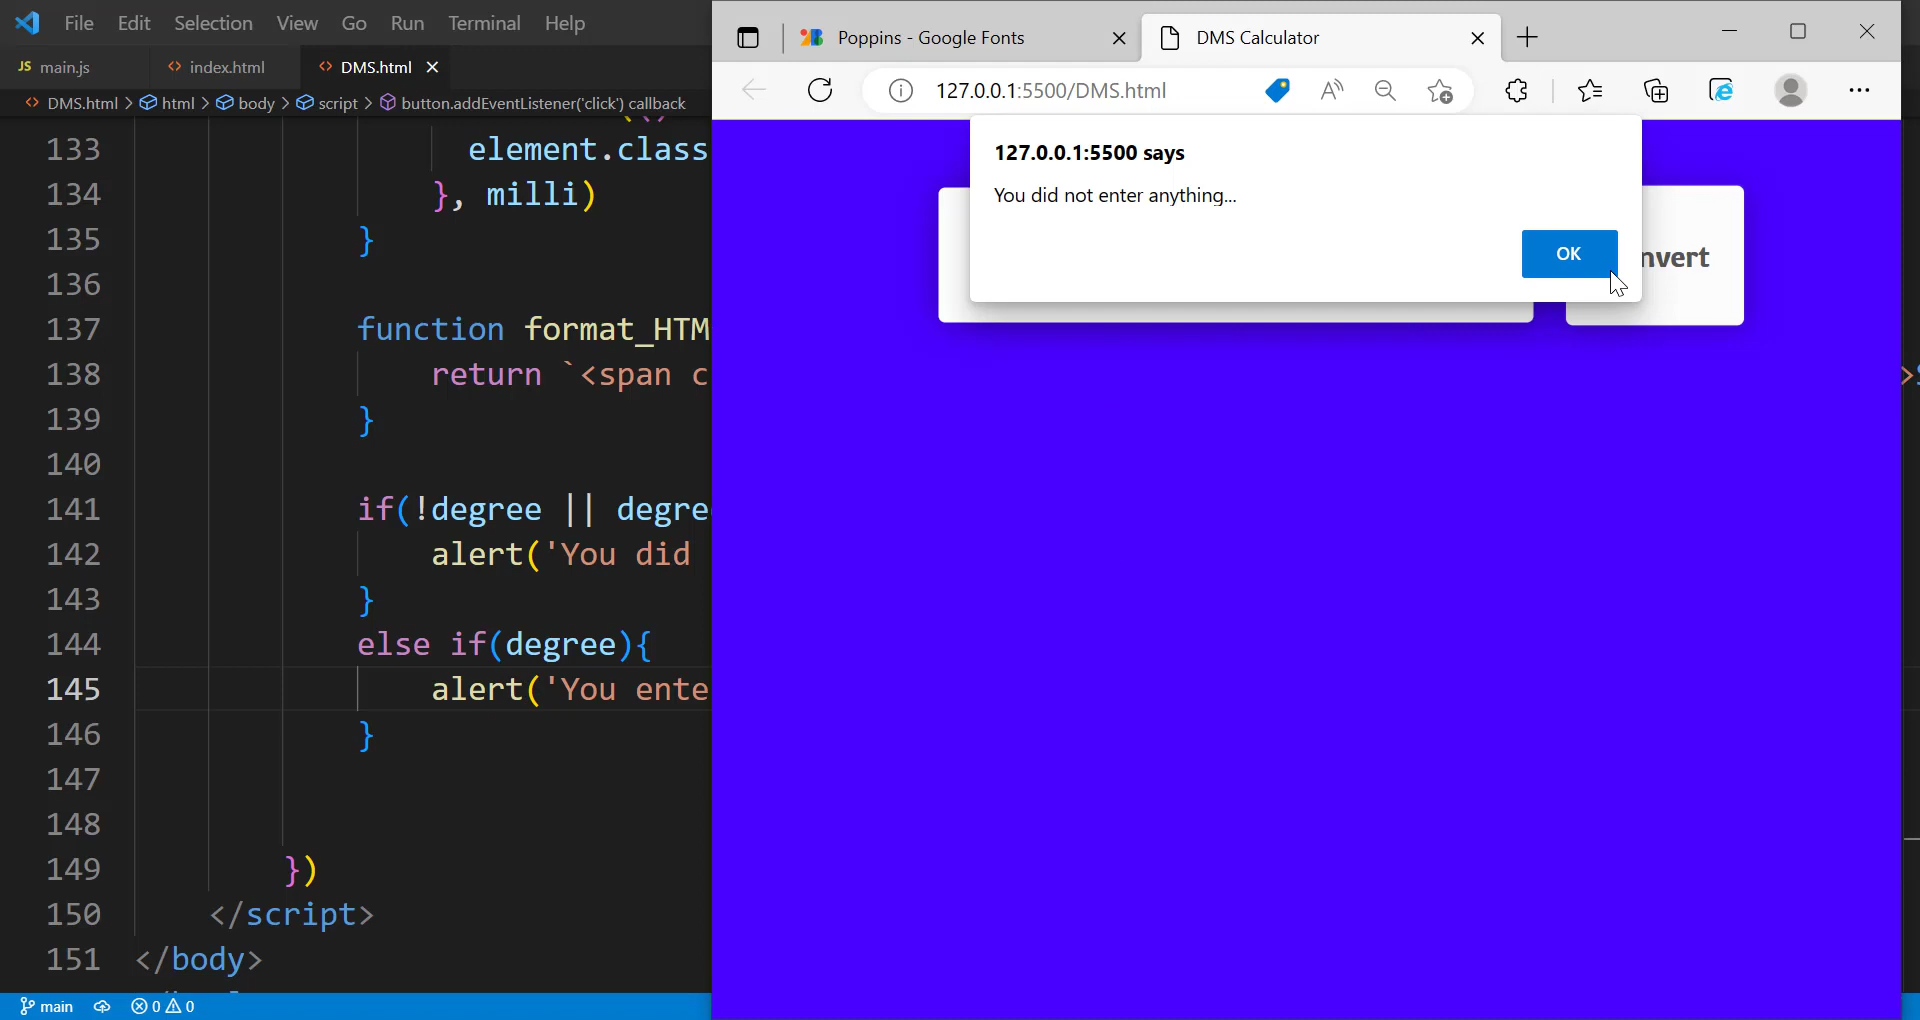 File Edit Selection View Go Run Terminal Help
JS main.js <> index.html <> DMS.html
<> DMS.html > html > body > script > button.addEventListener('click') callback
133 element.class
134 }, milli)
135 }
136
137 function format_HTM
138 return `<span c
139 }
140
141 if(!degree || degre
142 alert('You did
143 }
144 else if(degree){
145 alert('You ente
146 }
147
148
149 })
150 </script>
151 </body>
main 0 0
Poppins - Google Fonts
DMS Calculator
127.0.0.1:5500/DMS.html
127.0.0.1:5500 says
You did not enter anything...
OK
nvert